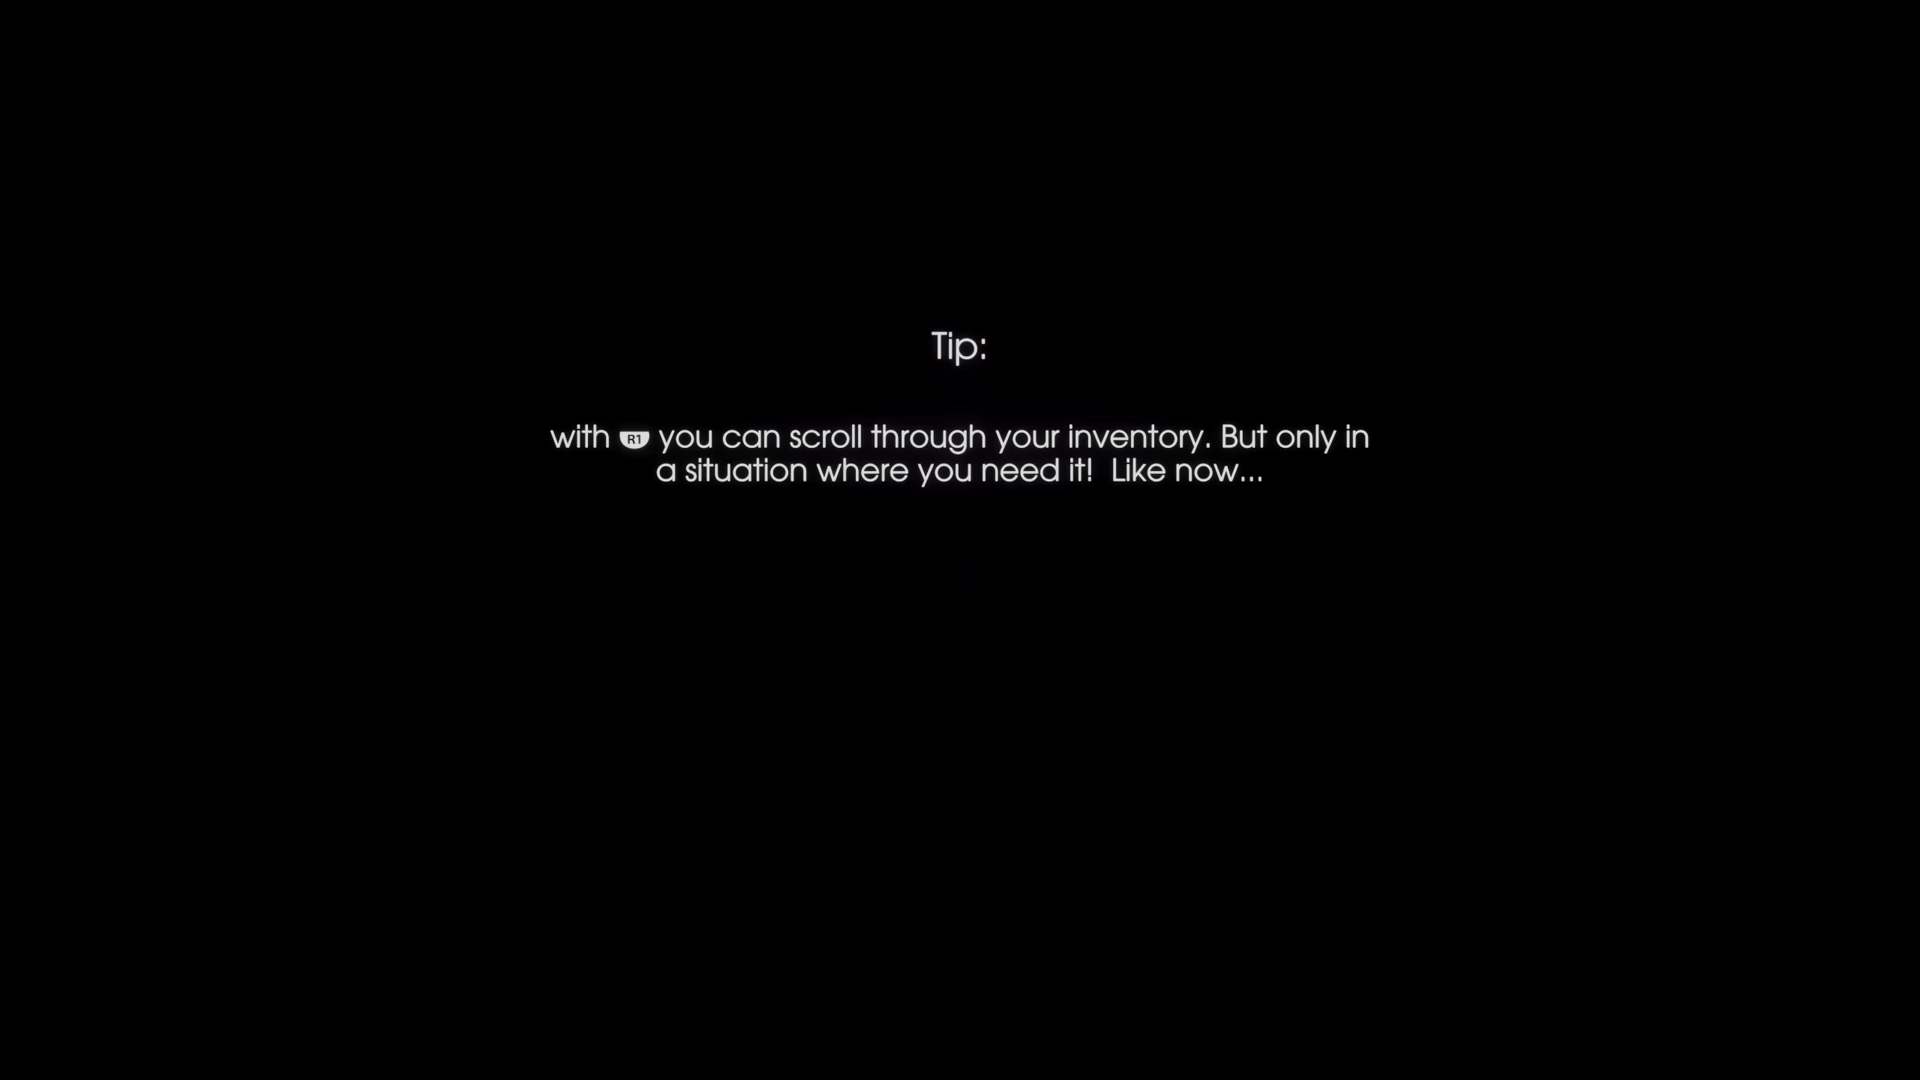 Tip:
with R1 you can scroll through your inventory. But only in
a situation where you need it!  Like now...